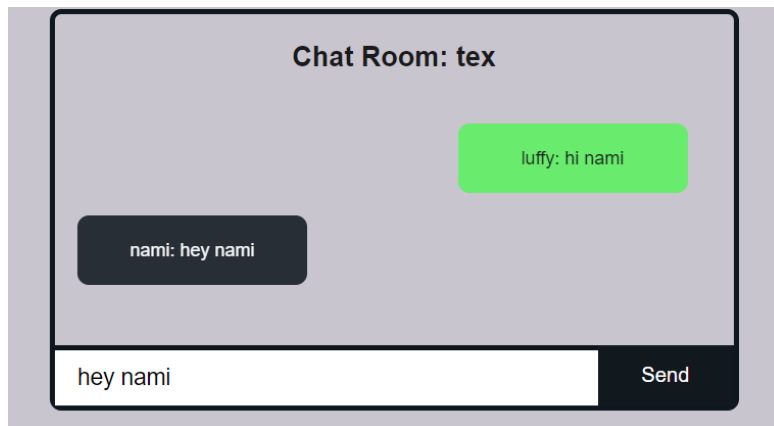 Chat Room: tex
luffy: hi nami
nami: hey nami
hey nami
Send